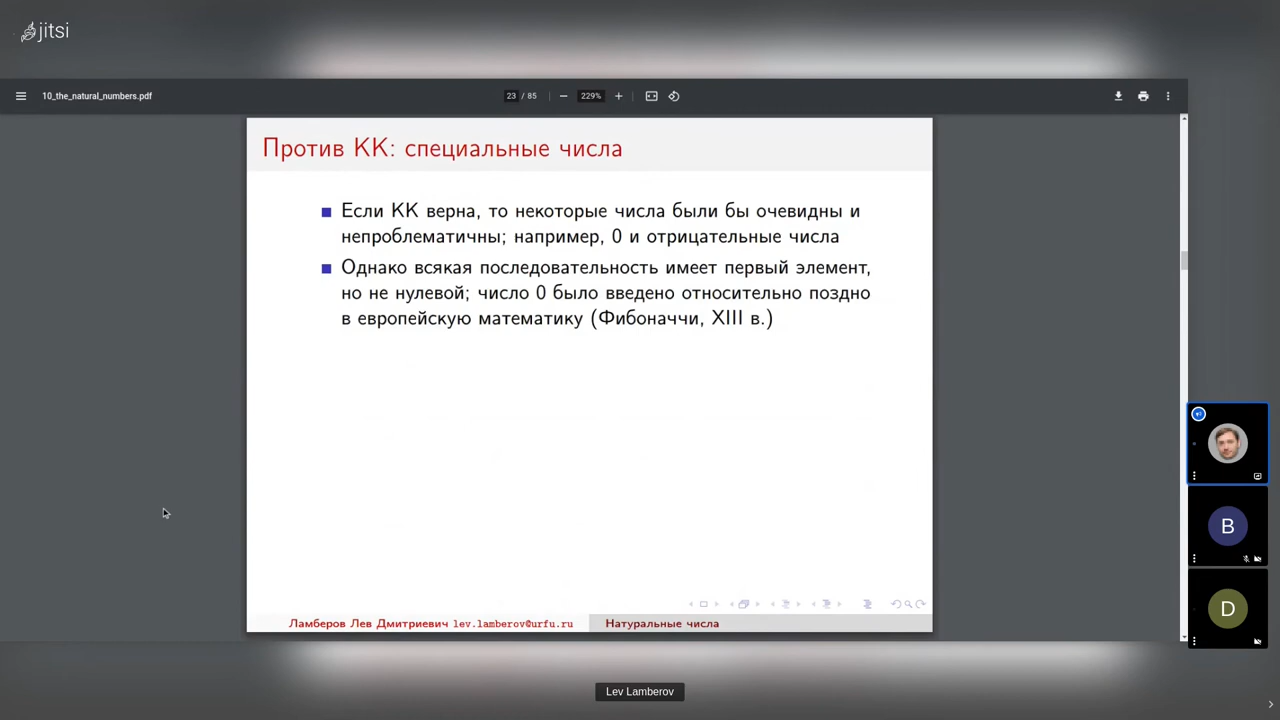 jitsi
10_the_natural_numbers.pdf
23 / 85
229%
Против КК: специальные числа
Если КК верна, то некоторые числа были бы очевидны и
непроблематичны; например, 0 и отрицательные числа
Однако всякая последовательность имеет первый элемент,
но не нулевой; число 0 было введено относительно поздно
в европейскую математику (Фибоначчи, XIII в.)
Ламберов Лев Дмитриевич lev.lamberov@urfu.ru
Натуральные числа
B
D
Lev Lamberov